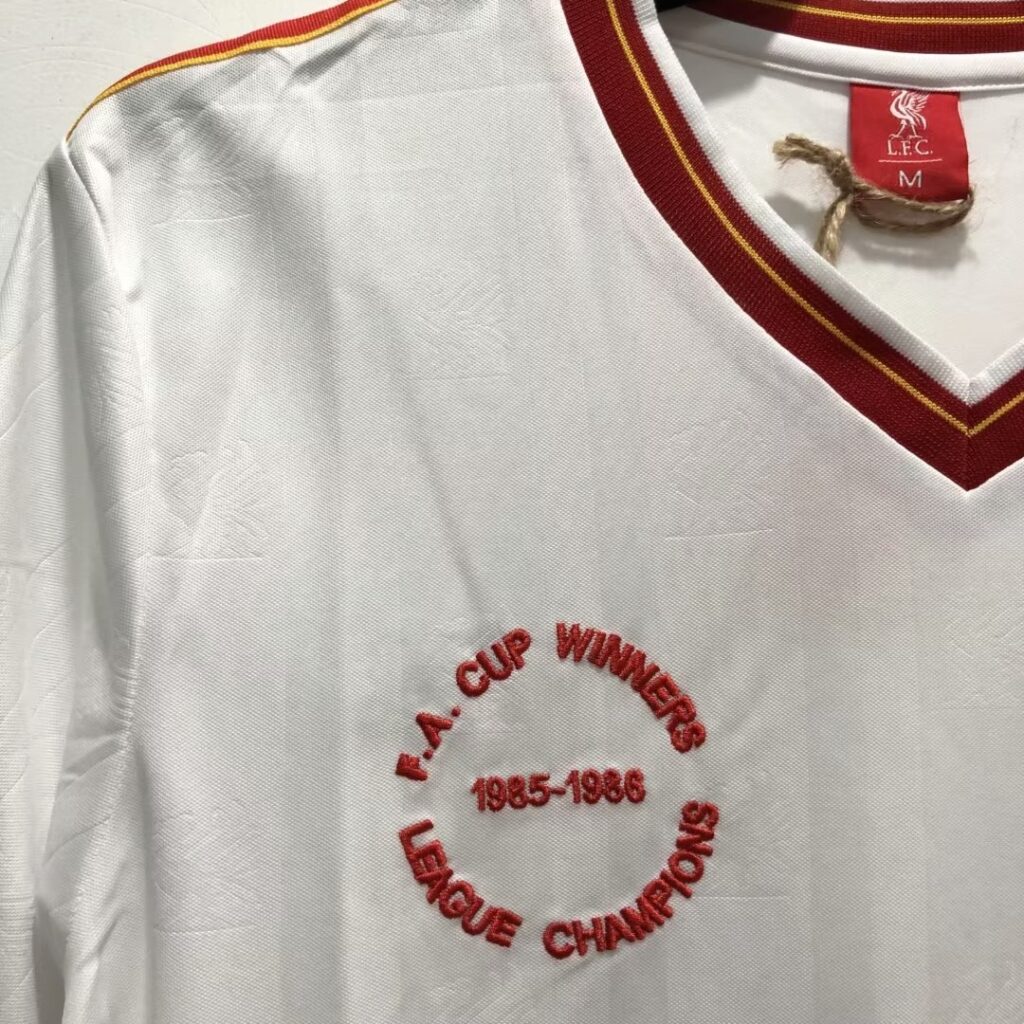 L.F.C.
M
F.A. CUP WINNERS
1985-1986
LEAGUE CHAMPIONS